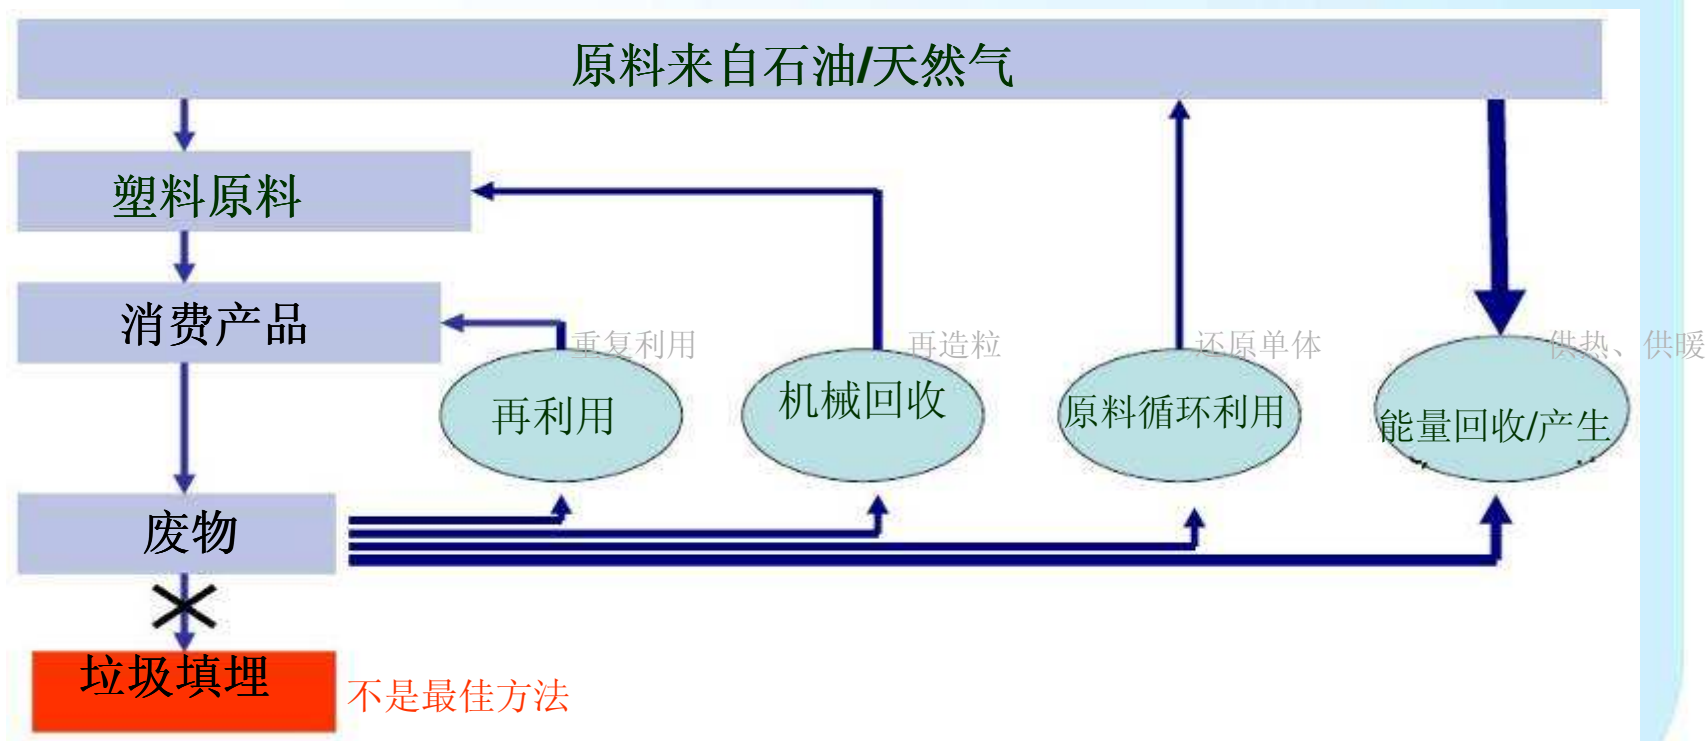 原料来自石油/天然气
塑料原料
消费产品
重复利用
再造粒
还原单体
供热、供暖
再利用
机械回收
原料循环利用
能量回收/产生
废物
垃圾填埋
不是最佳方法